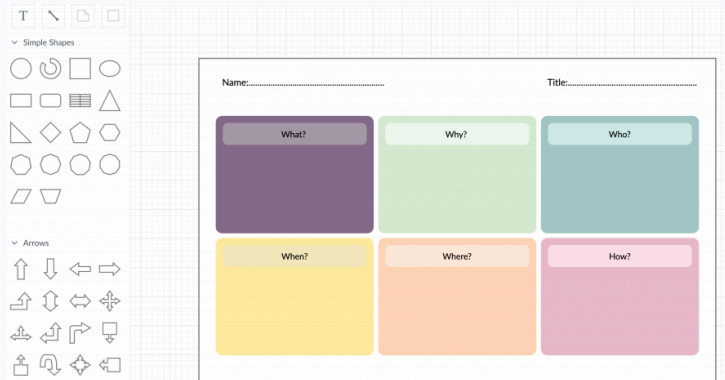 T
Simple Shapes
Name:
Title:
What?
Why?
Who?
Arrows
When?
Where?
How?